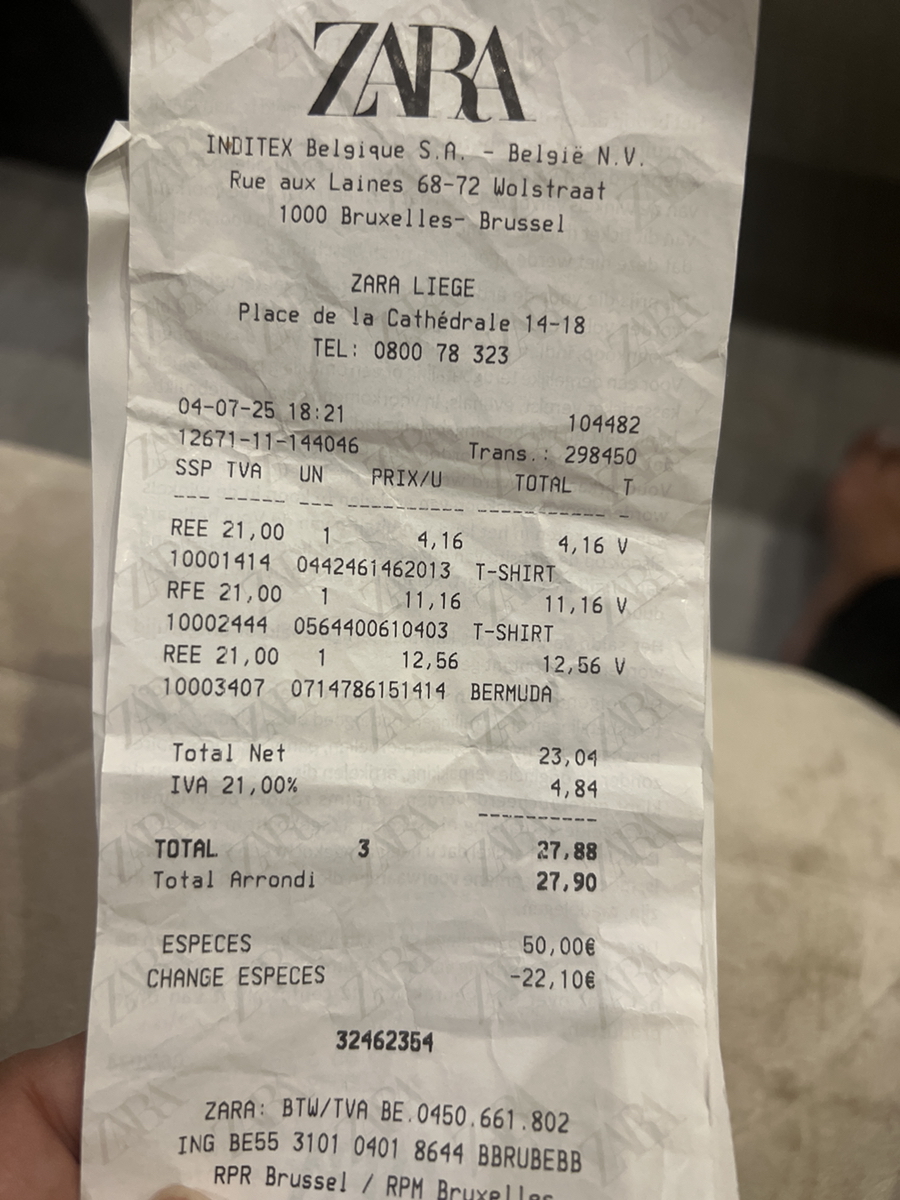 ZARA
INDITEX Belgique S.A. - België N.V.
Rue aux Laines 68-72 Wolstraat
1000 Bruxelles- Brussel
ZARA LIEGE
Place de la Cathédrale 14-18
TEL: 0800 78 323
04-07-25 18:21 104482
12671-11-144046 Trans.: 298450
SSP TVA UN PRIX/U TOTAL T
--- ----- --- ---------- ----------- -
REE 21,00 1 4,16 4,16 V
10001414 0442461462013 T-SHIRT
RFE 21,00 1 11,16 11,16 V
10002444 0564400610403 T-SHIRT
REE 21,00 1 12,56 12,56 V
10003407 0714786151414 BERMUDA
Total Net 23,04
IVA 21,00% 4,84
----------
TOTAL 3 27,88
Total Arrondi 27,90
ESPECES 50,00€
CHANGE ESPECES -22,10€
32462354
ZARA: BTW/TVA BE.0450.661.802
ING BE55 3101 0401 8644 BBRUBEBB
RPR Brussel / RPM Bruxelles